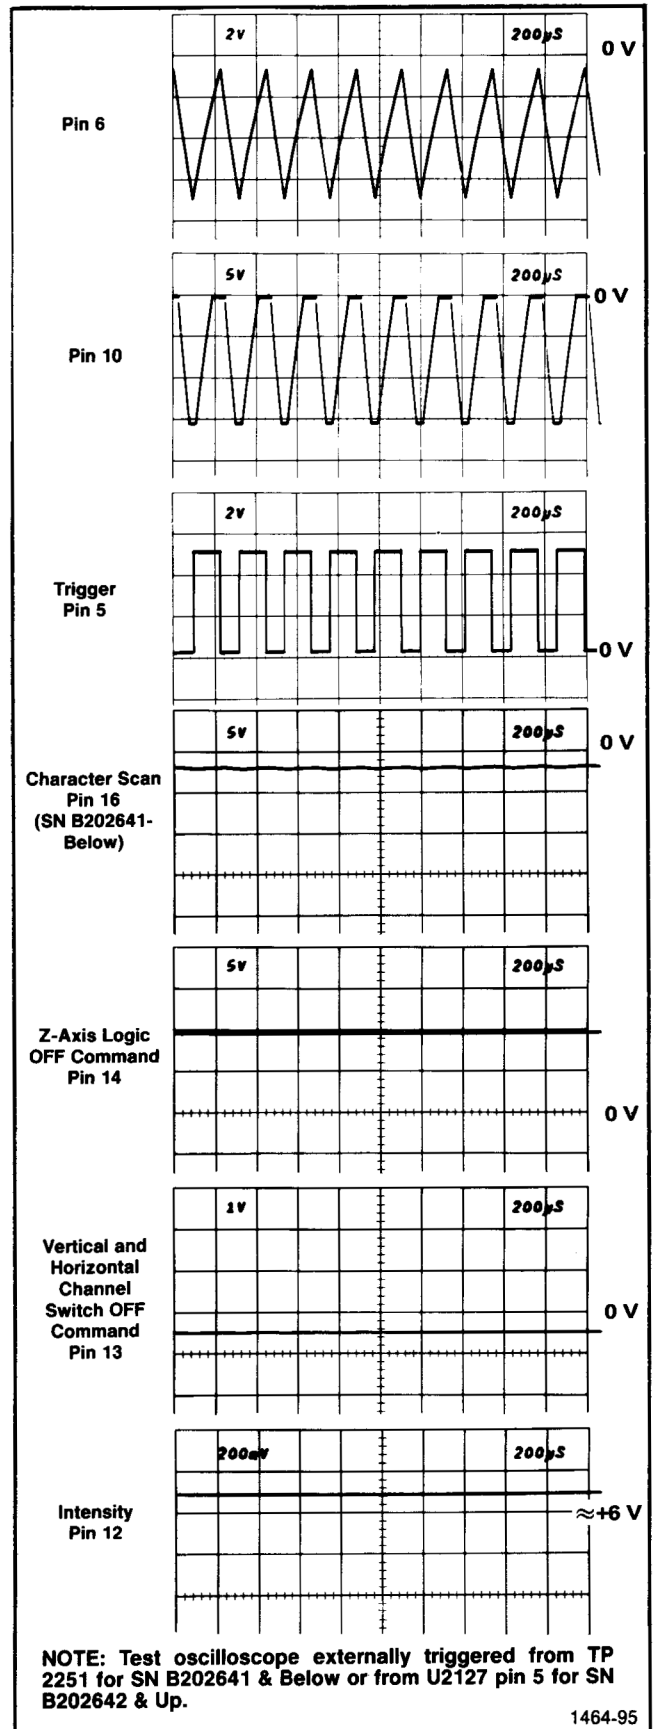 2V 200µS 0 V
Pin 6
5V 200µS
0 V
Pin 10
2V 200µS
Trigger
Pin 5
0 V
5V 200µS 0 V
Character Scan
Pin 16
(SN B202641-
Below)
5V 200µS
Z-Axis Logic
OFF Command
Pin 14
0 V
1V 200µS
Vertical and
Horizontal
Channel
Switch OFF
Command
Pin 13
0 V
200mV 200µS
Intensity
Pin 12
≈+6 V
NOTE: Test oscilloscope externally triggered from TP
2251 for SN B202641 & Below or from U2127 pin 5 for SN
B202642 & Up.
1464-95